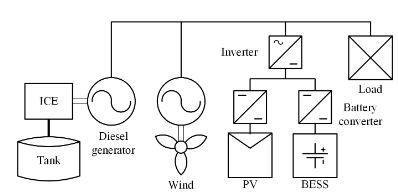 Inverter
Load
ICE
Battery
converter
Diesel
generator
Tank
Wind
PV
BESS